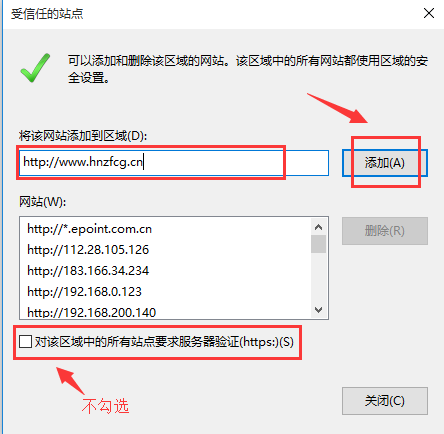 受信任的站点
可以添加和删除该区域的网站。该区域中的所有网站都使用区域的安
全设置。
将该网站添加到区域(D):
http://www.hnzfcg.cn
添加(A)
网站(W):
http://*.epoint.com.cn
http://112.28.105.126
http://183.166.34.234
http://192.168.0.123
http://192.168.200.140
删除(R)
对该区域中的所有站点要求服务器验证(https:)(S)
不勾选
关闭(C)